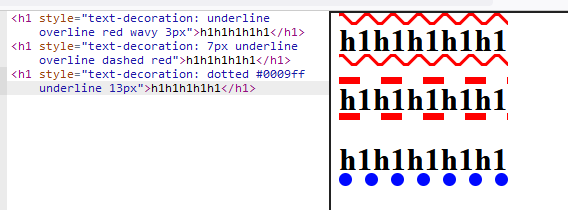 <h1 style="text-decoration: underline
overline red wavy 3px">h1h1h1h1h1</h1>
<h1 style="text-decoration: 7px underline
overline dashed red">h1h1h1h1h1</h1>
<h1 style="text-decoration: dotted #0009ff
underline 13px">h1h1h1h1h1</h1>
h1h1h1h1h1
h1h1h1h1h1
h1h1h1h1h1